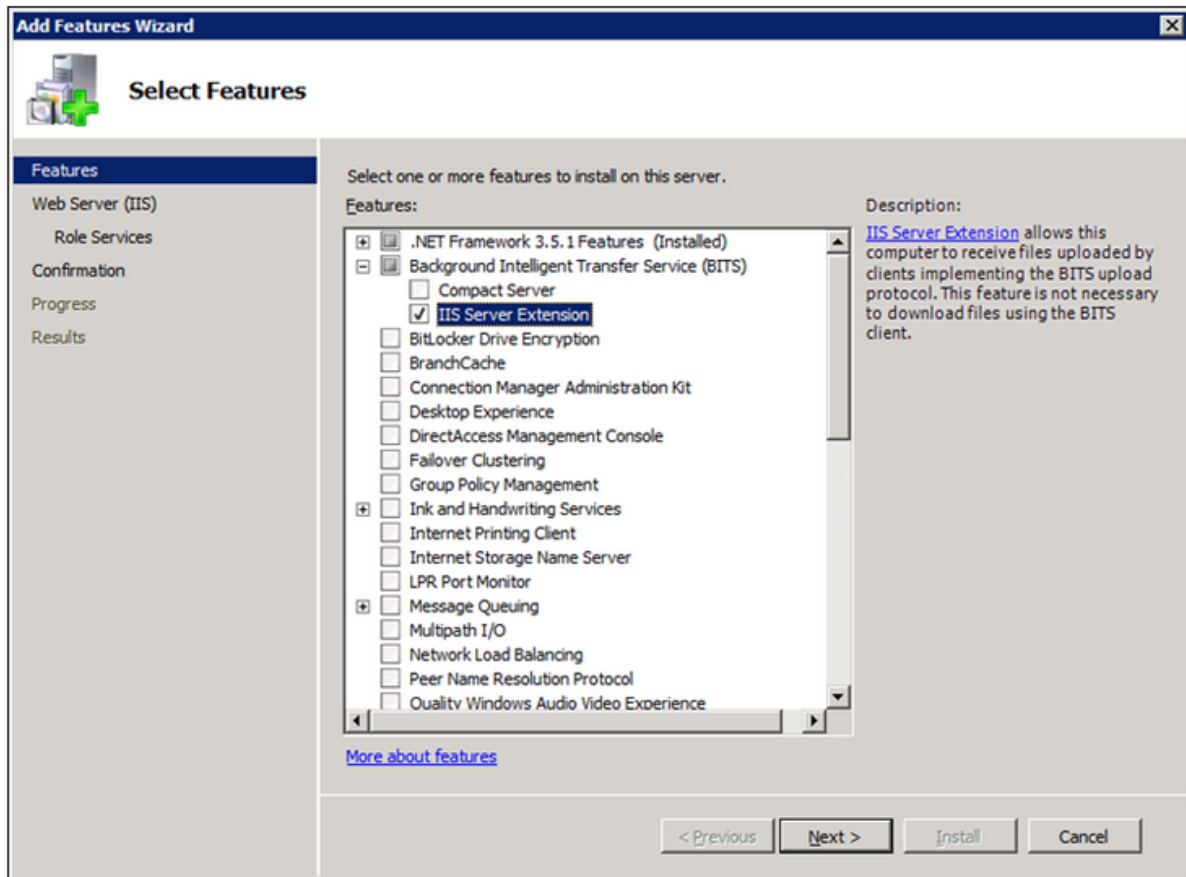 Add Features Wizard
Select Features
Features
Web Server (IIS)
Role Services
Confirmation
Progress
Results
Select one or more features to install on this server.
Features:
.NET Framework 3.5.1 Features (Installed)
Background Intelligent Transfer Service (BITS)
Compact Server
IIS Server Extension
BitLocker Drive Encryption
BranchCache
Connection Manager Administration Kit
Desktop Experience
DirectAccess Management Console
Failover Clustering
Group Policy Management
Ink and Handwriting Services
Internet Printing Client
Internet Storage Name Server
LPR Port Monitor
Message Queuing
Multipath I/O
Network Load Balancing
Peer Name Resolution Protocol
Quality Windows Audio Video Experience
More about features
Description:
IIS Server Extension allows this
computer to receive files uploaded by
clients implementing the BITS upload
protocol. This feature is not necessary
to download files using the BITS
client.
< Previous
Next >
Install
Cancel